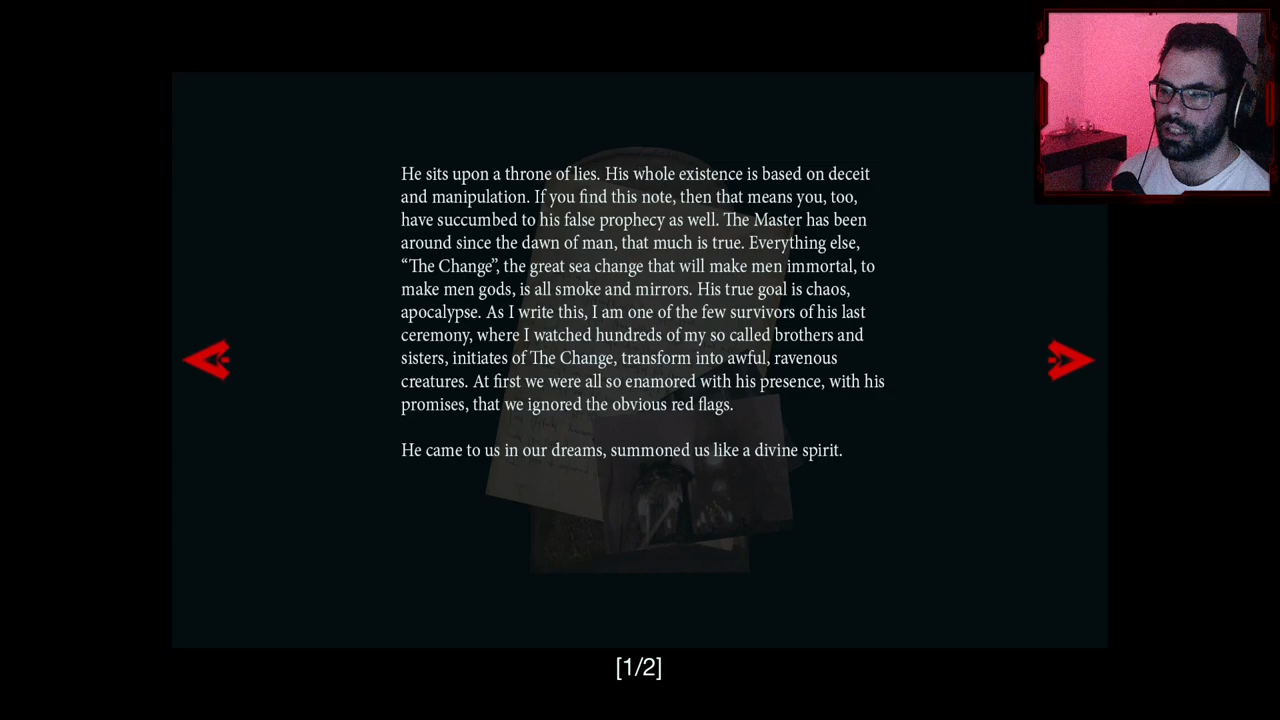 He sits upon a throne of lies. His whole existence is based on deceit
and manipulation. If you find this note, then that means you, too,
have succumbed to his false prophecy as well. The Master has been
around since the dawn of man, that much is true. Everything else,
“The Change”, the great sea change that will make men immortal, to
make men gods, is all smoke and mirrors. His true goal is chaos,
apocalypse. As I write this, I am one of the few survivors of his last
ceremony, where I watched hundreds of my so called brothers and
sisters, initiates of The Change, transform into awful, ravenous
creatures. At first we were all so enamored with his presence, with his
promises, that we ignored the obvious red flags.
He came to us in our dreams, summoned us like a divine spirit.
[1/2]